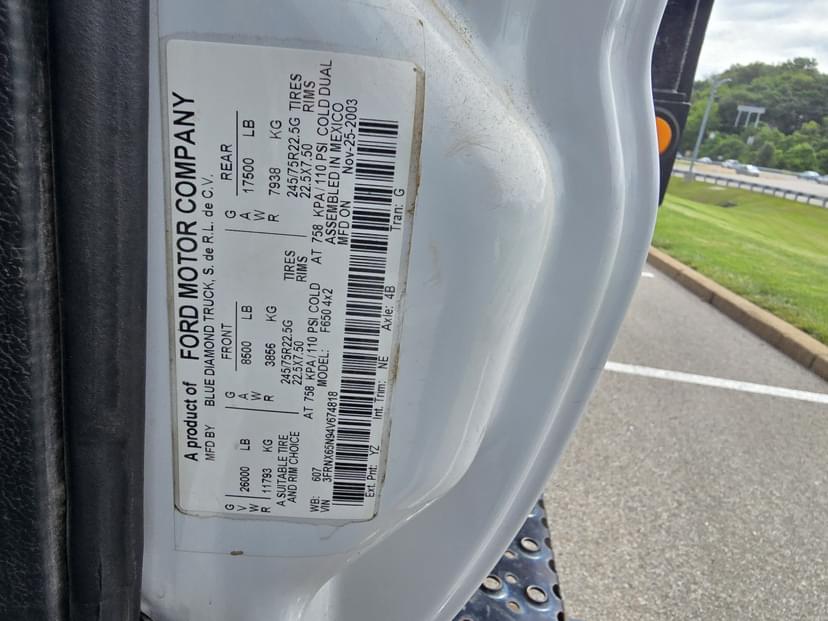 A product of FORD MOTOR COMPANY
MFD BY BLUE DIAMOND TRUCK, S. de R.L. de C.V.
G V W R
26000 LB
11793 KG
A SUITABLE TIRE AND RIM CHOICE
FRONT
G A W R
8500 LB
3856 KG
245/75R22.5G TIRES
22.5X7.50 RIMS
AT 758 KPA/110 PSI COLD
REAR
G A W R
17500 LB
7938 KG
245/75R22.5G TIRES
22.5X7.50 RIMS
AT 758 KPA/110 PSI COLD DUAL
WB: 607 MODEL: F650 4x2 ASSEMBLED IN MEXICO
VIN 3FRNX65N94V674818 MFD ON Nov-25-2003
Ext. Pnt: YZ Int. Trim: NE Axle: 4B Tran: G